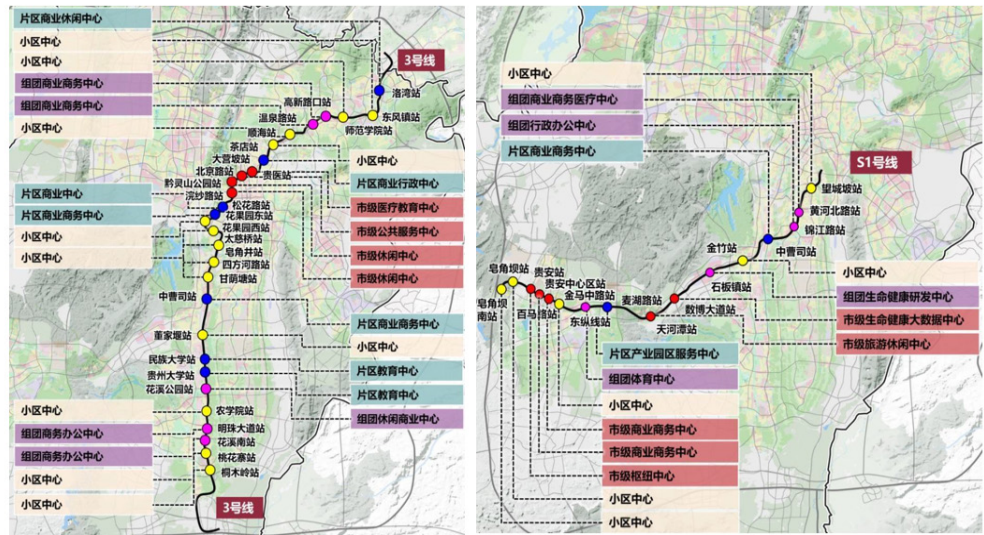 片区商业休闲中心
小区中心
小区中心
组团商业商务中心
组团商业商务中心
小区中心
片区商业中心
片区商业商务中心
小区中心
小区中心
小区中心
组团商务办公中心
组团商务办公中心
小区中心
小区中心
3号线
洛湾站
东风镇站
师范学院站
高新路口站
温泉路站
顺海站
茶店站
大营坡站
贵医站
北京路站
黔灵山公园站
浣纱路站
松花路站
花果园东站
花果园西站
太慈桥站
皂角井站
四方河路站
甘荫塘站
中曹司站
董家堰站
民族大学站
贵州大学站
花溪公园站
农学院站
明珠大道站
花溪南站
桃花寨站
桐木岭站
3号线
小区中心
片区商业行政中心
市级医疗教育中心
市级公共服务中心
市级休闲中心
市级休闲中心
片区商业商务中心
小区中心
片区教育中心
片区教育中心
组团休闲商业中心
小区中心
组团商业商务医疗中心
组团行政办公中心
片区商业商务中心
S1号线
望城坡站
黄河北路站
锦江路站
中曹司站
金竹站
石板镇站
数博大道站
天河潭站
麦湖路站
东纵线站
金马中路站
百马路站
贵安中心区站
贵安站
皂角坝站
皂角坝
南站
小区中心
组团生命健康研发中心
市级生命健康大数据中心
市级旅游休闲中心
片区产业园区服务中心
组团体育中心
小区中心
市级商业商务中心
市级商业商务中心
市级枢纽中心
小区中心
小区中心